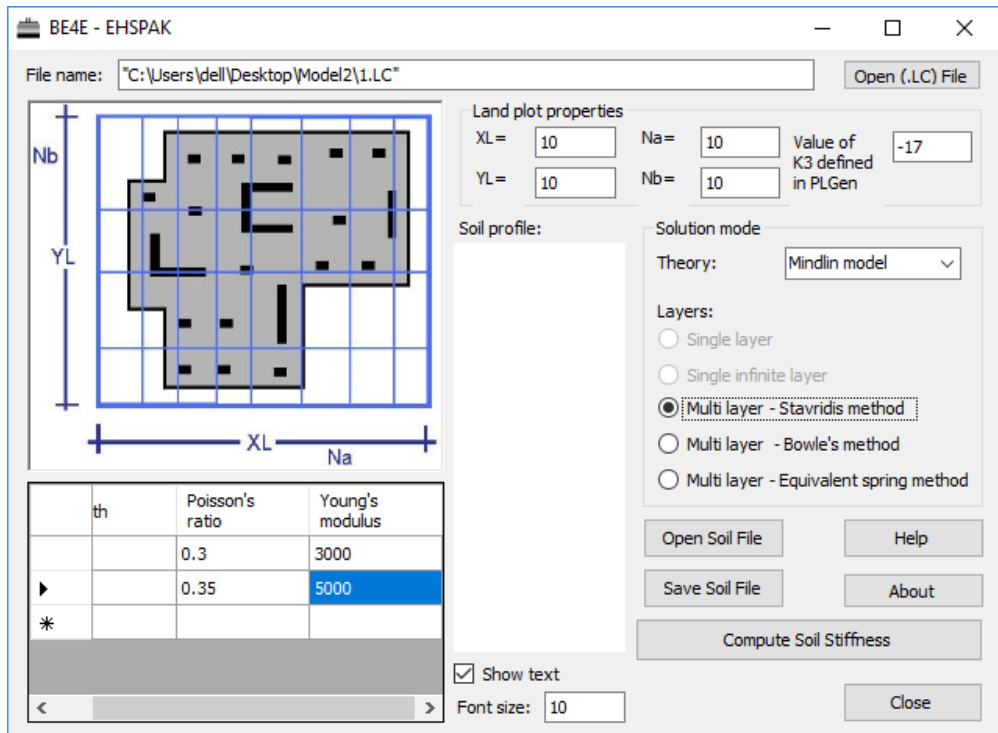 BE4E - EHSPAK
File name: "C:\Users\dell\Desktop\Model2\1.LC" Open (.LC) File
Nb
YL
XL
Na
Land plot properties
XL= 10 Na= 10
YL= 10 Nb= 10
Value of
K3 defined
in PLGen
-17
Soil profile:
Solution mode
Theory: Mindlin model
Layers:
Single layer
Single infinite layer
Multi layer - Stavridis method
Multi layer - Bowle's method
Multi layer - Equivalent spring method
th Poisson's ratio Young's modulus
0.3 3000
0.35 5000
Show text
Font size: 10
Open Soil File Help
Save Soil File About
Compute Soil Stiffness
Close